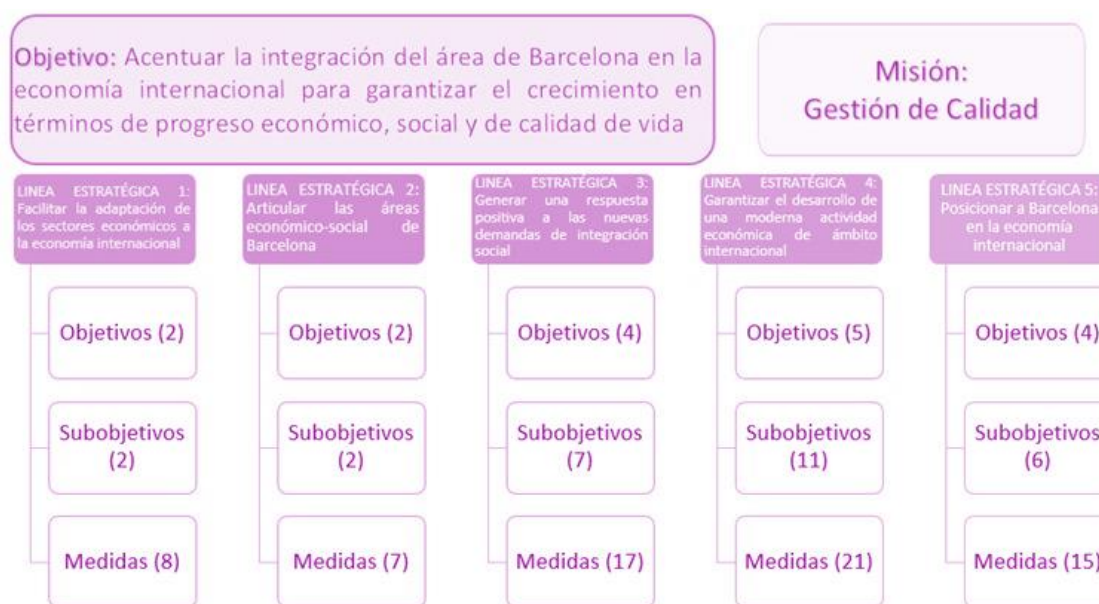 Objetivo: Acentuar la integración del área de Barcelona en la
economía internacional para garantizar el crecimiento en
términos de progreso económico, social y de calidad de vida
Misión:
Gestión de Calidad
LINEA ESTRATÉGICA 1:
Facilitar la adaptación de
los sectores económicos a
la economía internacional
Objetivos (2)
Subobjetivos
(2)
Medidas (8)
LINEA ESTRATÉGICA 2:
Articular las áreas
económico-social de
Barcelona
Objetivos (2)
Subobjetivos
(2)
Medidas (7)
LINEA ESTRATÉGICA 3:
Generar una respuesta
positiva a las nuevas
demandas de integración
social
Objetivos (4)
Subobjetivos
(7)
Medidas (17)
LINEA ESTRATÉGICA 4:
Garantizar el desarrollo de
una moderna actividad
económica de ámbito
internacional
Objetivos (5)
Subobjetivos
(11)
Medidas (21)
LINEA ESTRATÉGICA 5:
Posicionar a Barcelona
en la economía
internacional
Objetivos (4)
Subobjetivos
(6)
Medidas (15)